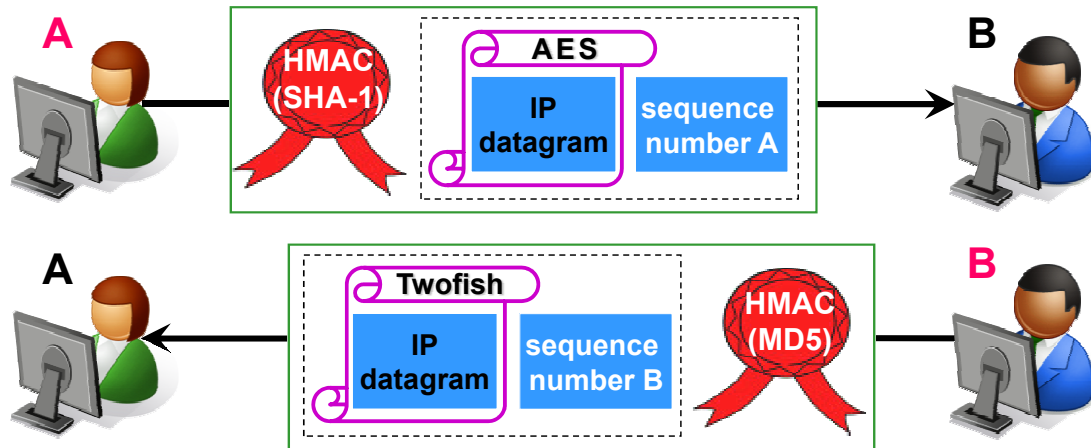 A
HMAC
(SHA-1)
AES
IP
datagram
sequence
number A
B
A
Twofish
IP
datagram
sequence
number B
HMAC
(MD5)
B